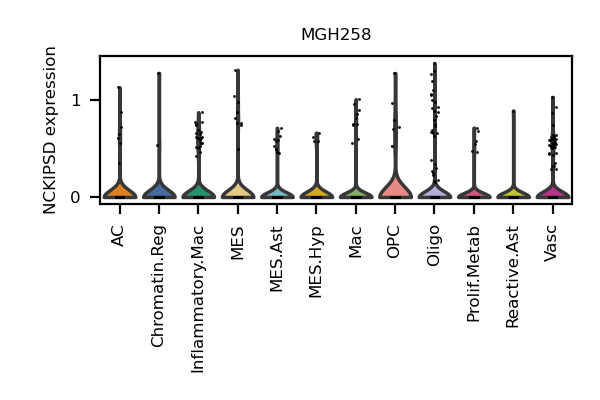 MGH258
NCKIPSD expression
1
0
AC
Chromatin.Reg
Inflammatory.Mac
MES
MES.Ast
MES.Hyp
Mac
OPC
Oligo
Prolif.Metab
Reactive.Ast
Vasc